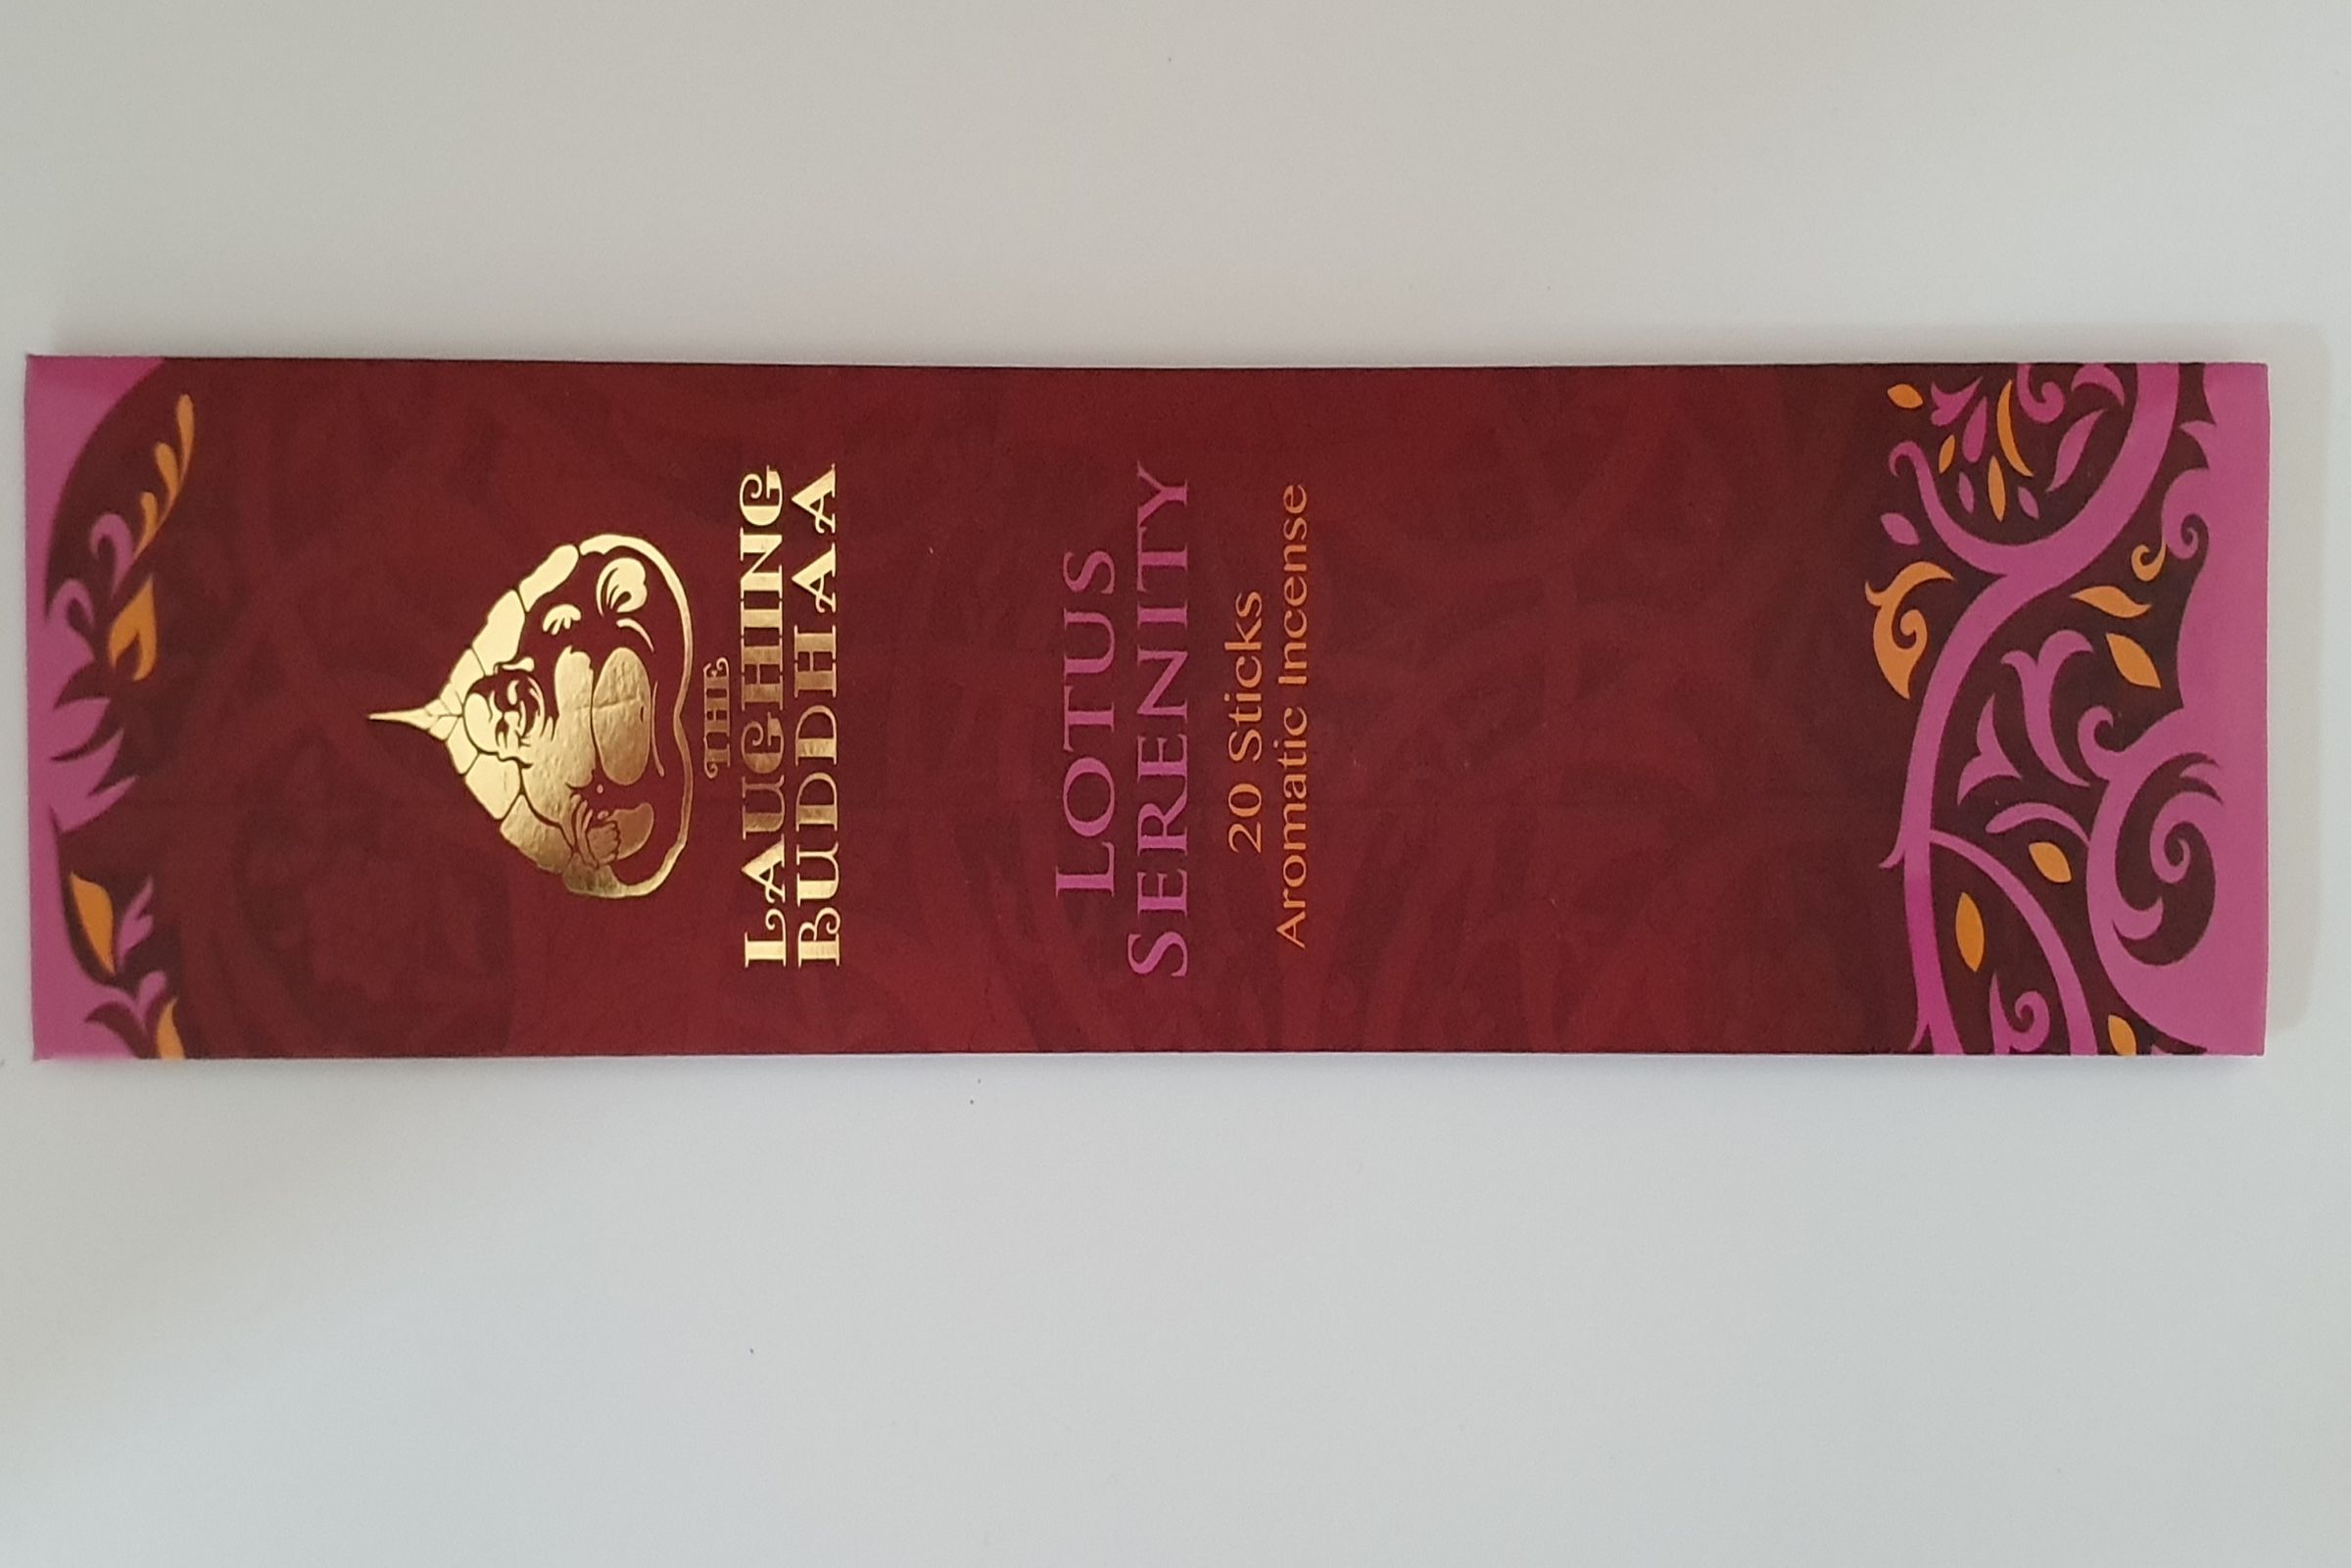 THE
LAUGHING
BUDDHAA
LOTUS
SERENITY
20 Sticks
Aromatic Incense